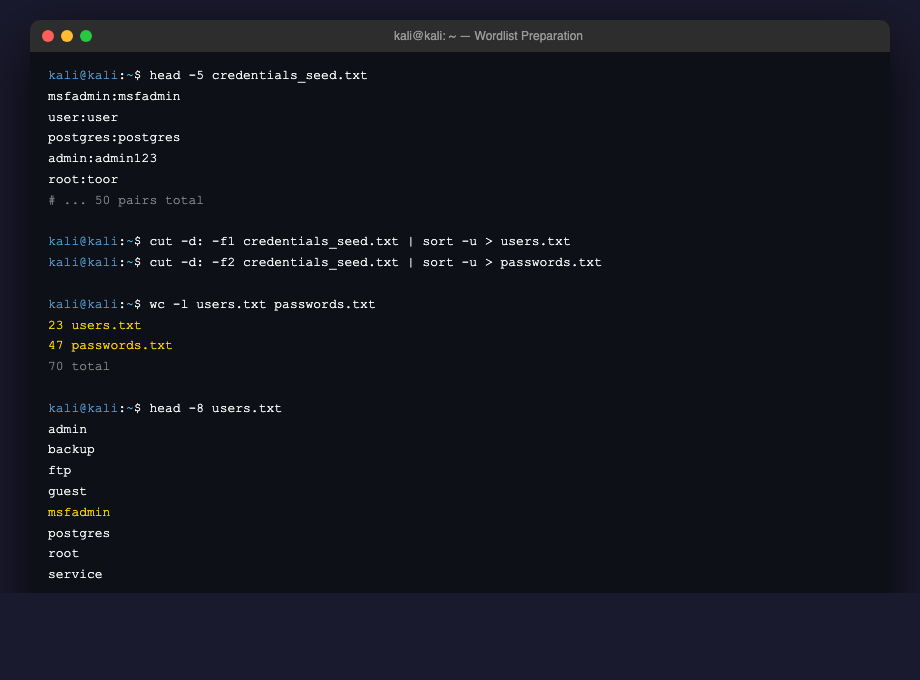 kali@kali: ~ — Wordlist Preparation
kali@kali:~$ head -5 credentials_seed.txt
msfadmin:msfadmin
user:user
postgres:postgres
admin:admin123
root:toor
# ... 50 pairs total
kali@kali:~$ cut -d: -f1 credentials_seed.txt | sort -u > users.txt
kali@kali:~$ cut -d: -f2 credentials_seed.txt | sort -u > passwords.txt
kali@kali:~$ wc -l users.txt passwords.txt
23 users.txt
47 passwords.txt
70 total
kali@kali:~$ head -8 users.txt
admin
backup
ftp
guest
msfadmin
postgres
root
service